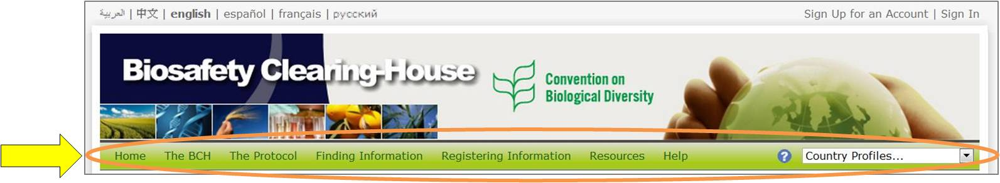 العربية | 中文 | english | español | français | русский
Sign Up for an Account | Sign In
Biosafety Clearing-House
Convention on
Biological Diversity
Home The BCH The Protocol Finding Information Registering Information Resources Help ? Country Profiles...